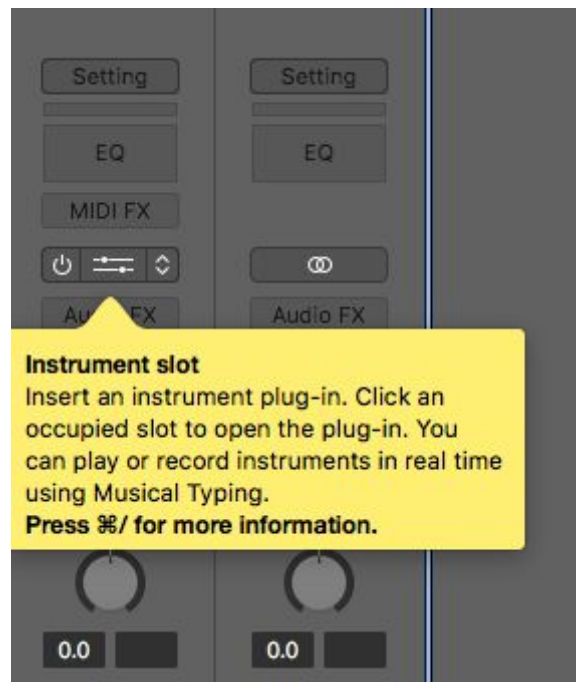 Setting Setting
EQ EQ
MIDI FX
Audio FX
Instrument slot
Insert an instrument plug-in. Click an
occupied slot to open the plug-in. You
can play or record instruments in real time
using Musical Typing.
Press ⌘/ for more information.
0.0 0.0